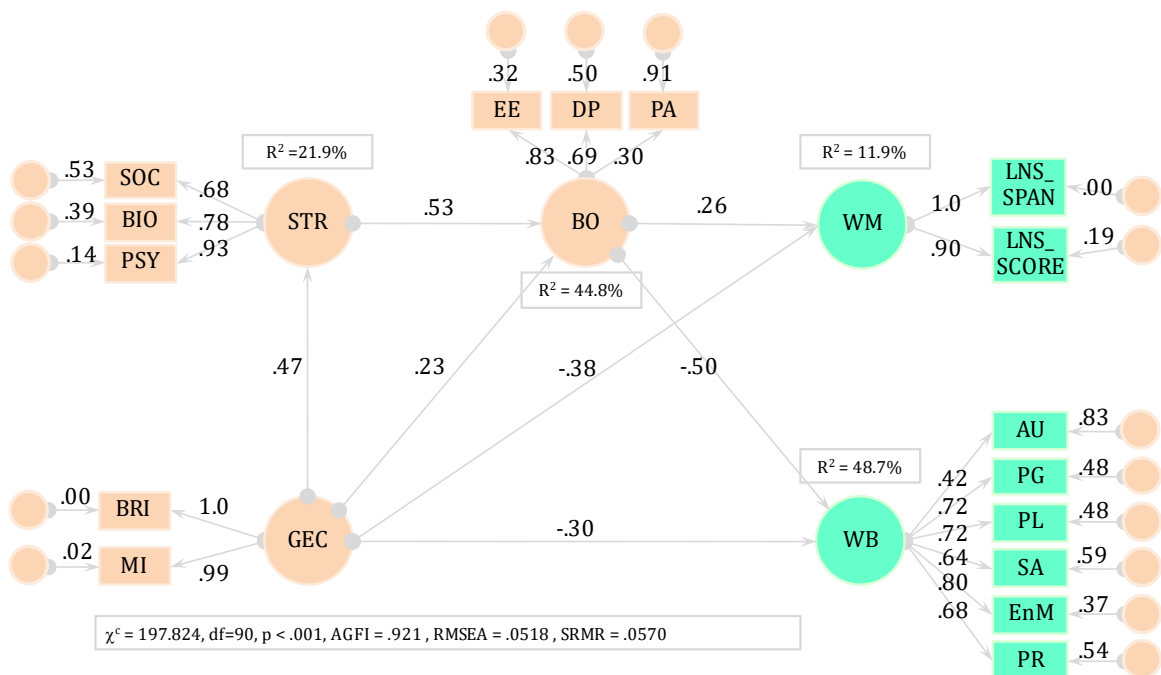 .32 .50 .91
EE DP PA
.83 .69 .30
R² =21.9%
R² = 11.9%
.53 SOC .68
.39 BIO .78
.14 PSY .93
STR
.53
BO
.26
WM
1.0
LNS_
SPAN
.00
.90
LNS_
SCORE
.19
R² = 44.8%
.47
.23
-.38
-.50
R² = 48.7%
.00 BRI 1.0
.02 MI .99
GEC
-.30
WB
.42 AU .83
.72 PG .48
.72 PL .48
.64 SA .59
.80 EnM .37
.68 PR .54
χᶜ = 197.824, df=90, p < .001, AGFI = .921 , RMSEA = .0518 , SRMR = .0570